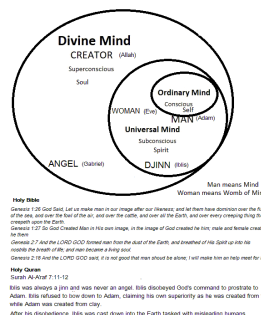 Divine Mind
CREATOR (Allah)
Superconscious
Soul
Ordinary Mind
Conscious
Self
WOMAN (Eve)
MAN (Adam)
Universal Mind
Subconscious
Spirit
ANGEL (Gabriel)
DJINN (Iblis)
Man means Mind
Woman means Womb of Mi
Holy Bible
Genesis 1:26 God Said, Let us make man in our image after our likeness; and let them have dominion over the
of the sea, and over the fowl of the air, and over the cattle, and over all the Earth, and over every creeping thing
creepeth upon the Earth.
Genesis 1:27 So God Created Man in His own image, in the image of God created he him; male and female
he them
Genesis 2:7 And the LORD GOD formed man from the dust of the Earth, and breathed of His Spirit up into his
nostrils the breath of life; and man became a living soul.
Genesis 2:18 And the LORD GOD said, it is not good that man shoud be alone; I will make him an help meet for
Holy Quran
Surah Al-A'raf 7:11-12
Iblis was always a jinn and was never an angel. Iblis disobeyed God's command to prostrate to
Adam. Iblis refused to bow down to Adam, claiming his own superiority as he was created from
while Adam was created from clay.
After his disobedience, Iblis was cast down into the Earth tasked with misleading humans